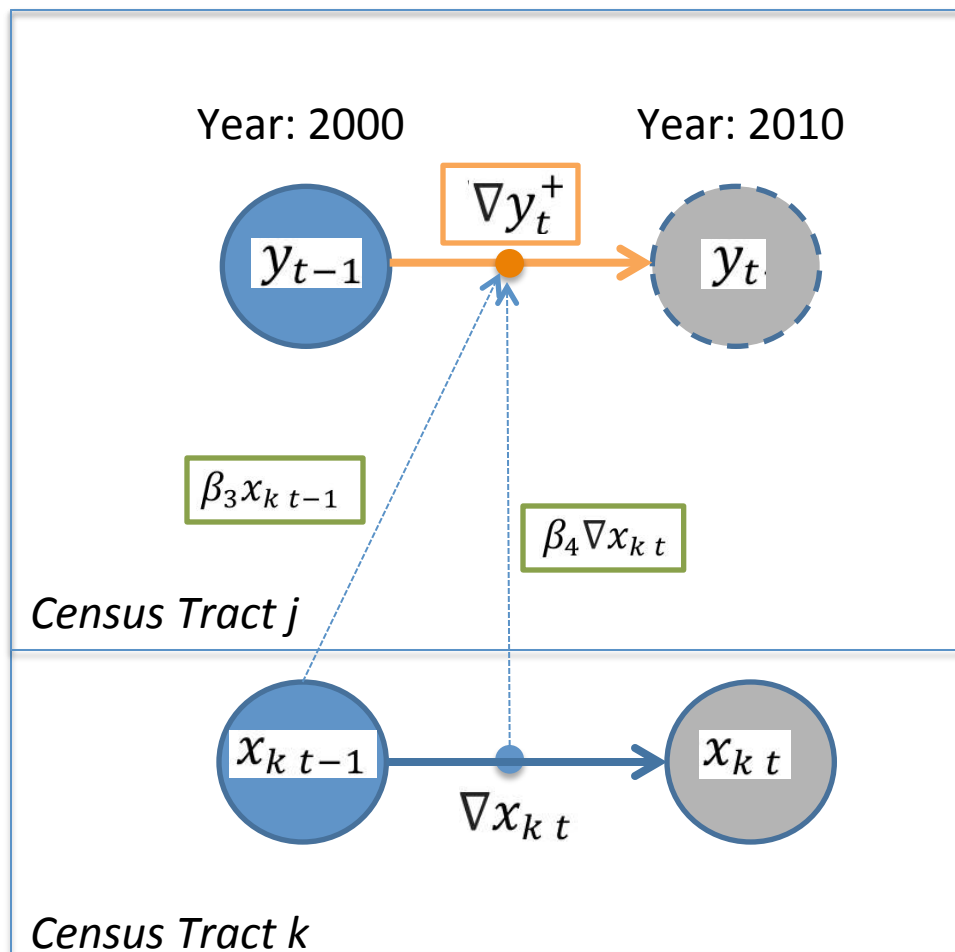 Year: 2000 Year: 2010
∇y_t^+
y_{t−1} y_t
β_3 x_{k t−1}
β_4 ∇x_{k t}
Census Tract j
x_{k t−1} x_{k t}
∇x_{k t}
Census Tract k